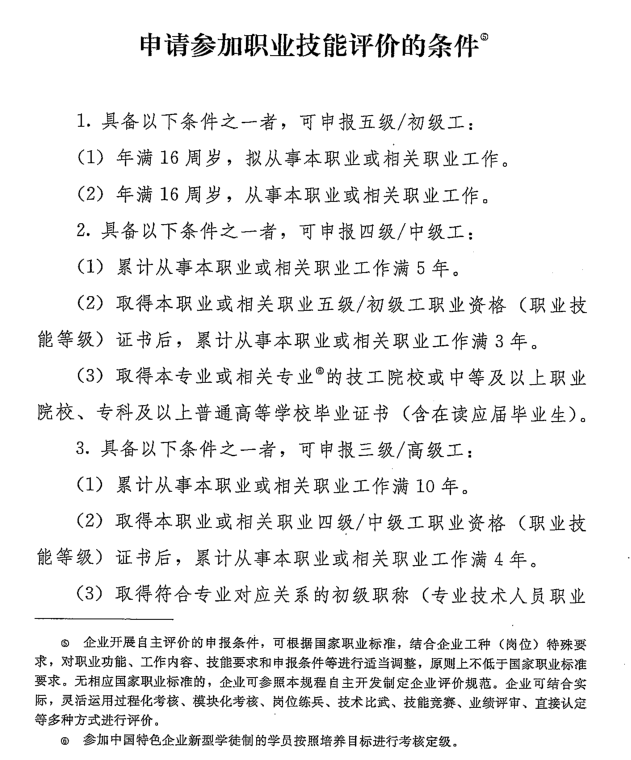 申请参加职业技能评价的条件⑤
1. 具备以下条件之一者，可申报五级/初级工：
（1）年满 16 周岁，拟从事本职业或相关职业工作。
（2）年满 16 周岁，从事本职业或相关职业工作。
2. 具备以下条件之一者，可申报四级/中级工：
（1）累计从事本职业或相关职业工作满 5 年。
（2）取得本职业或相关职业五级/初级工职业资格（职业技
能等级）证书后，累计从事本职业或相关职业工作满 3 年。
（3）取得本专业或相关专业⑥的技工院校或中等及以上职业
院校、专科及以上普通高等学校毕业证书（含在读应届毕业生）。
3. 具备以下条件之一者，可申报三级/高级工：
（1）累计从事本职业或相关职业工作满 10 年。
（2）取得本职业或相关职业四级/中级工职业资格（职业技
能等级）证书后，累计从事本职业或相关职业工作满 4 年。
（3）取得符合专业对应关系的初级职称（专业技术人员职业
⑤ 企业开展自主评价的申报条件，可根据国家职业标准，结合企业工种（岗位）特殊要
求，对职业功能、工作内容、技能要求和申报条件等进行适当调整，原则上不低于国家职业标准
要求。无相应国家职业标准的，企业可参照本规程自主开发制定企业评价规范。企业可结合实
际，灵活运用过程化考核、模块化考核、岗位练兵、技术比武、技能竞赛、业绩评审、直接认定
等多种方式进行评价。
⑥ 参加中国特色企业新型学徒制的学员按照培养目标进行考核定级。